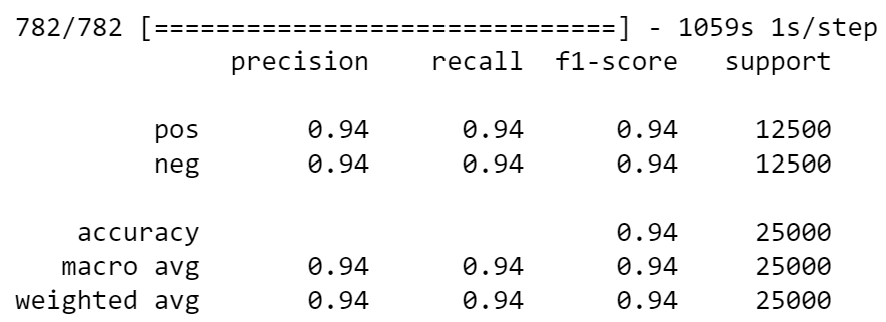 782/782 [==============================] - 1059s 1s/step
precision recall f1-score support
pos 0.94 0.94 0.94 12500
neg 0.94 0.94 0.94 12500
accuracy 0.94 25000
macro avg 0.94 0.94 0.94 25000
weighted avg 0.94 0.94 0.94 25000